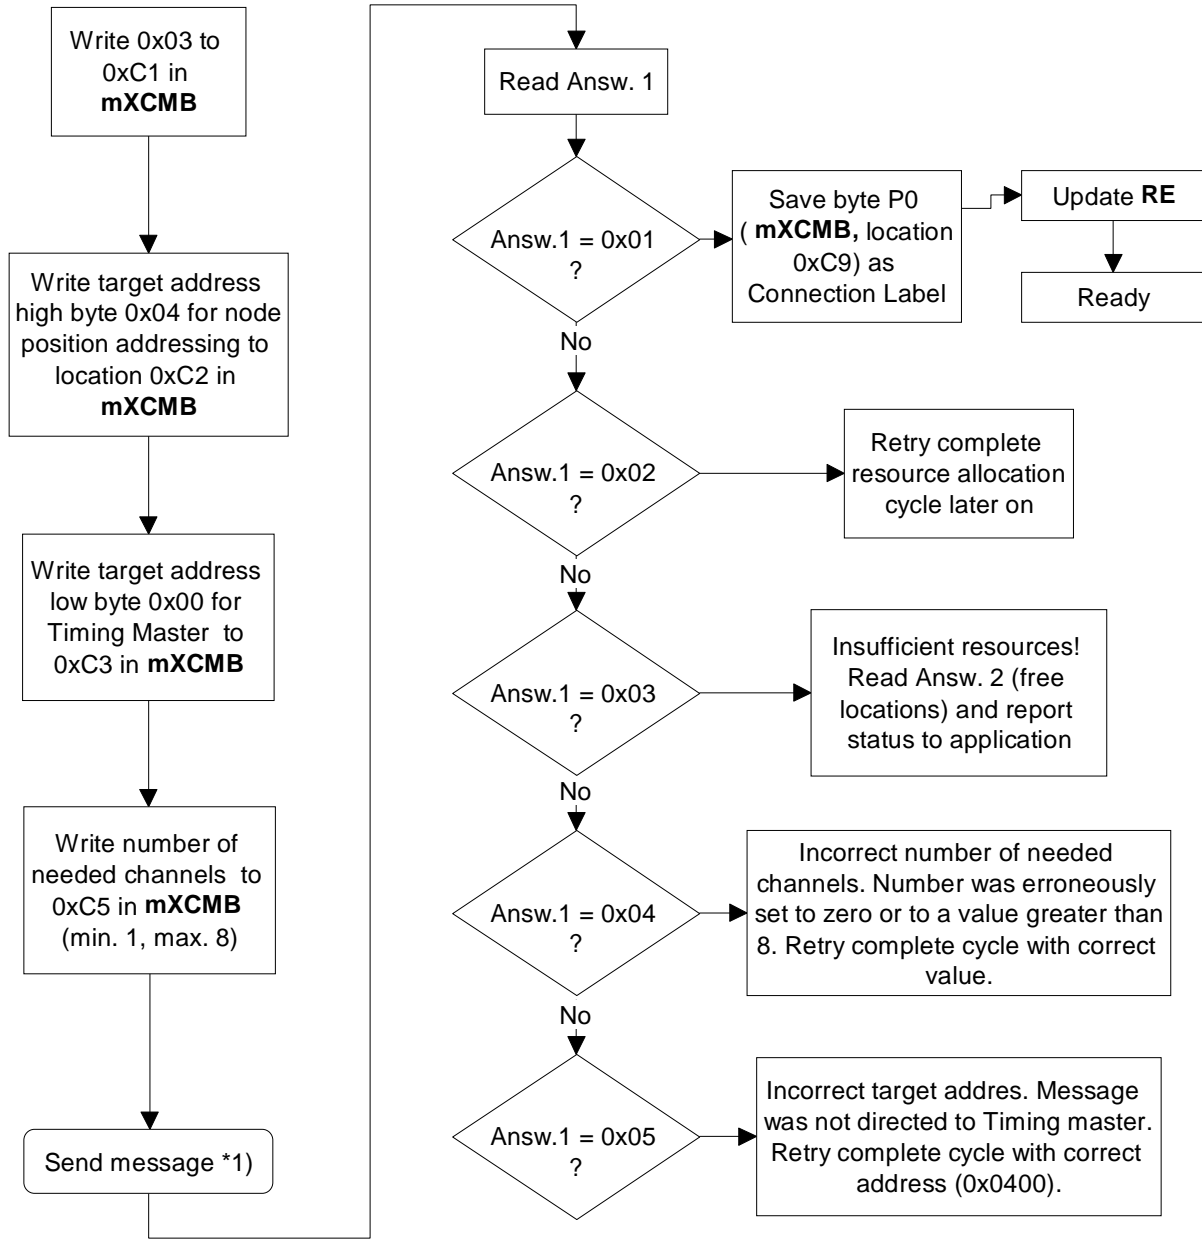 Write 0x03 to
0xC1 in
mXCMB
Write target address
high byte 0x04 for node
position addressing to
location 0xC2 in
mXCMB
Write target address
low byte 0x00 for
Timing Master to
0xC3 in mXCMB
Write number of
needed channels to
0xC5 in mXCMB
(min. 1, max. 8)
Send message *1)
Read Answ. 1
Answ.1 = 0x01
?
Save byte P0
( mXCMB, location
0xC9) as
Connection Label
Update RE
Ready
No
Answ.1 = 0x02
?
Retry complete
resource allocation
cycle later on
No
Answ.1 = 0x03
?
Insufficient resources!
Read Answ. 2 (free
locations) and report
status to application
No
Answ.1 = 0x04
?
Incorrect number of needed
channels. Number was erroneously
set to zero or to a value greater than
8. Retry complete cycle with correct
value.
No
Answ.1 = 0x05
?
Incorrect target addres. Message
was not directed to Timing master.
Retry complete cycle with correct
address (0x0400).